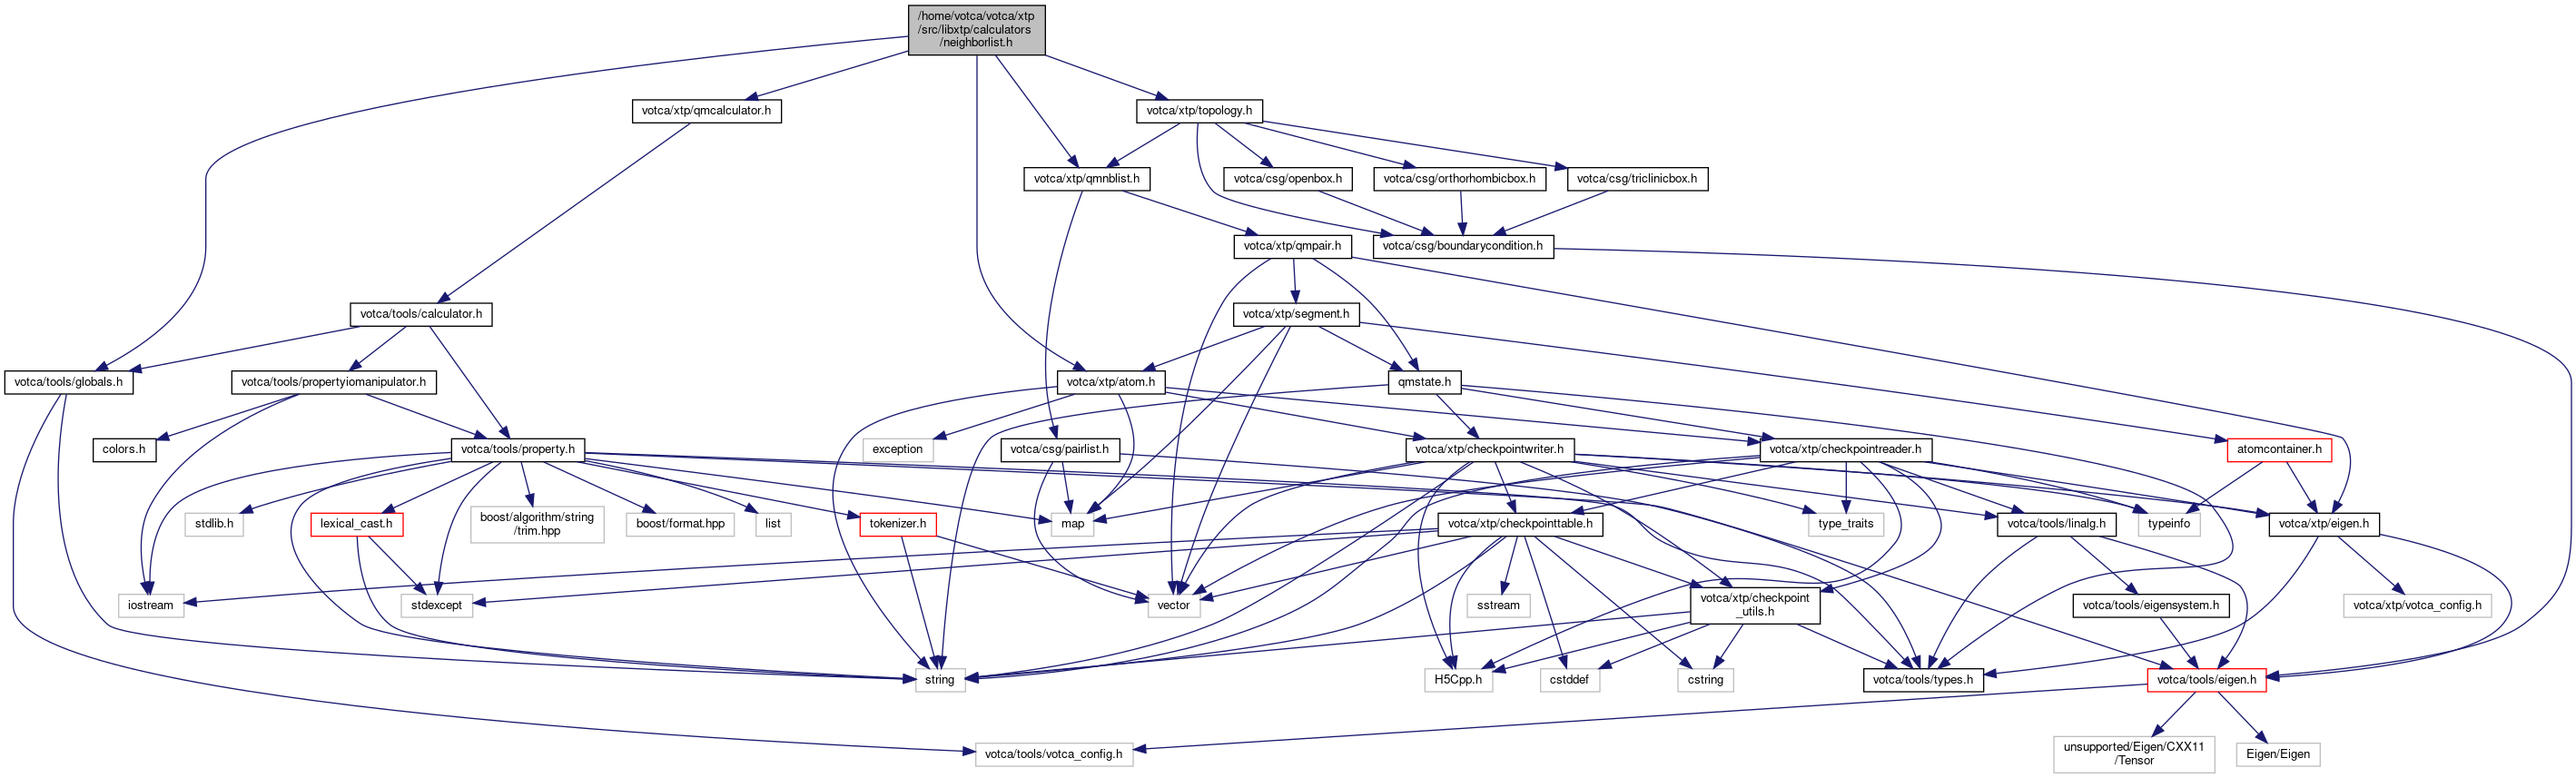 /home/votca/votca/xtp
/src/libxtp/calculators
/neighborlist.h
votca/xtp/qmcalculator.h
votca/xtp/topology.h
votca/xtp/qmnblist.h
votca/csg/openbox.h
votca/csg/orthorhombicbox.h
votca/csg/triclinicbox.h
votca/xtp/qmpair.h
votca/csg/boundarycondition.h
votca/tools/calculator.h
votca/xtp/segment.h
votca/tools/globals.h
votca/tools/propertyiomanipulator.h
votca/xtp/atom.h
qmstate.h
colors.h
votca/tools/property.h
exception
votca/csg/pairlist.h
votca/xtp/checkpointwriter.h
votca/xtp/checkpointreader.h
atomcontainer.h
stdlib.h
lexical_cast.h
boost/algorithm/string
/trim.hpp
boost/format.hpp
list
tokenizer.h
map
votca/xtp/checkpointtable.h
type_traits
votca/tools/linalg.h
typeinfo
votca/xtp/eigen.h
iostream
stdexcept
vector
sstream
votca/xtp/checkpoint
_utils.h
votca/tools/eigensystem.h
votca/xtp/votca_config.h
string
H5Cpp.h
cstddef
cstring
votca/tools/types.h
votca/tools/eigen.h
votca/tools/votca_config.h
unsupported/Eigen/CXX11
/Tensor
Eigen/Eigen